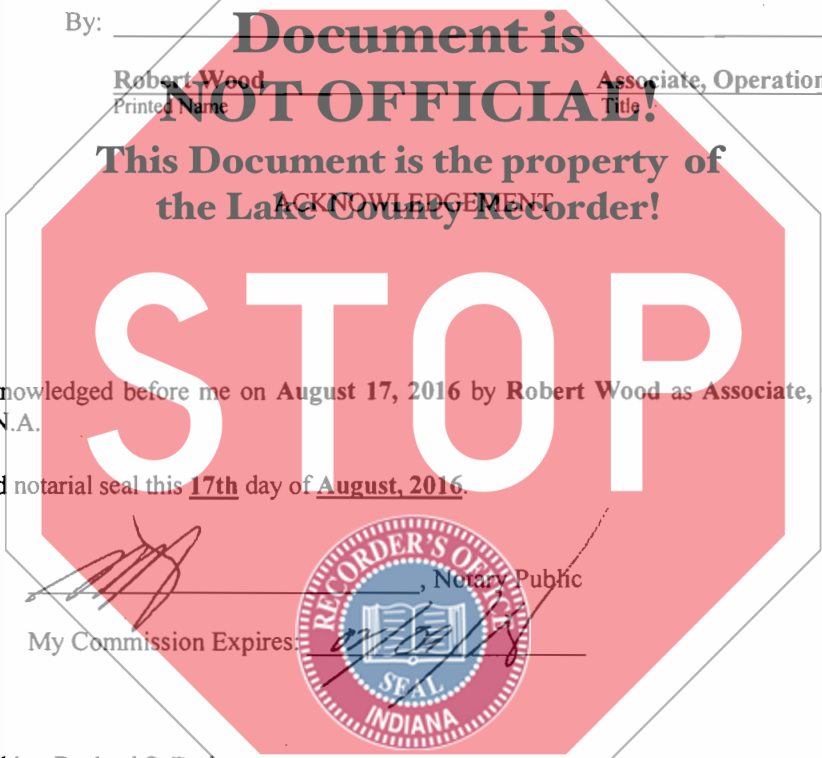 By:
Document is
Robert Wood Associate, Operation
NOT OFFICIAL!
Printed Name Title
This Document is the property of
the Lake County Recorder!
ACKNOWLEDGEMENT
STOP
nowledged before me on August 17, 2016 by Robert Wood as Associate,
N.A.
d notarial seal this 17th day of August, 2016.
, Notary Public
My Commission Expires:
RECORDER'S OFFICE
SEAL
INDIANA